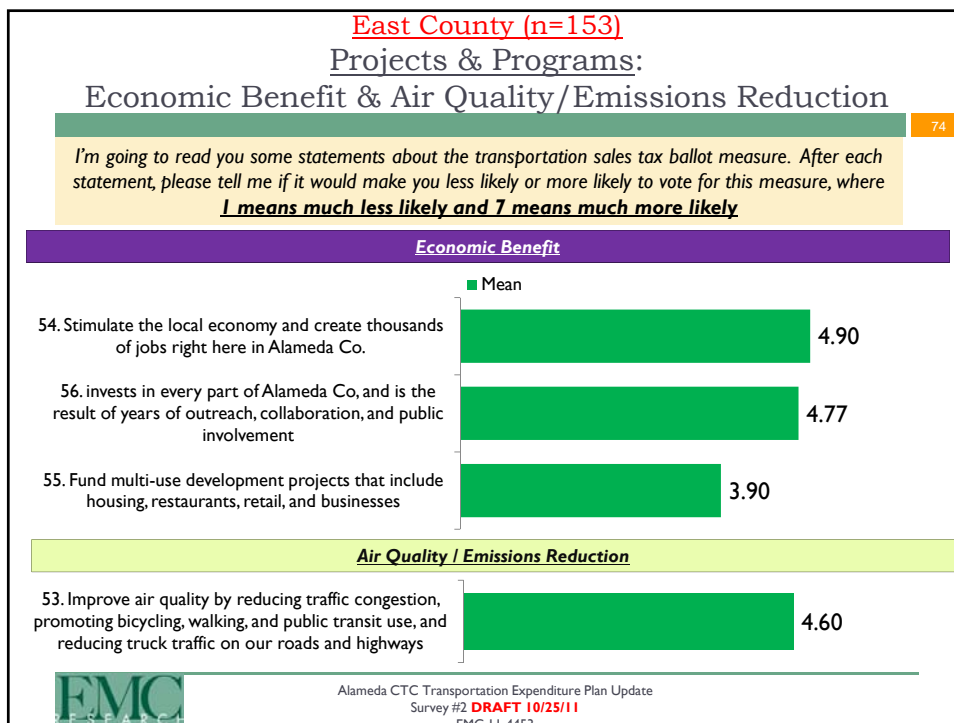 East County (n=153)
Projects & Programs:
Economic Benefit & Air Quality/Emissions Reduction
74
I'm going to read you some statements about the transportation sales tax ballot measure. After each
statement, please tell me if it would make you less likely or more likely to vote for this measure, where
1 means much less likely and 7 means much more likely
Economic Benefit
Mean
54. Stimulate the local economy and create thousands
of jobs right here in Alameda Co.
4.90
56. invests in every part of Alameda Co, and is the
result of years of outreach, collaboration, and public
involvement
4.77
55. Fund multi-use development projects that include
housing, restaurants, retail, and businesses
3.90
Air Quality / Emissions Reduction
53. Improve air quality by reducing traffic congestion,
promoting bicycling, walking, and public transit use, and
reducing truck traffic on our roads and highways
4.60
EMC
RESEARCH
Alameda CTC Transportation Expenditure Plan Update
Survey #2 DRAFT 10/25/11
EMC 11-4453